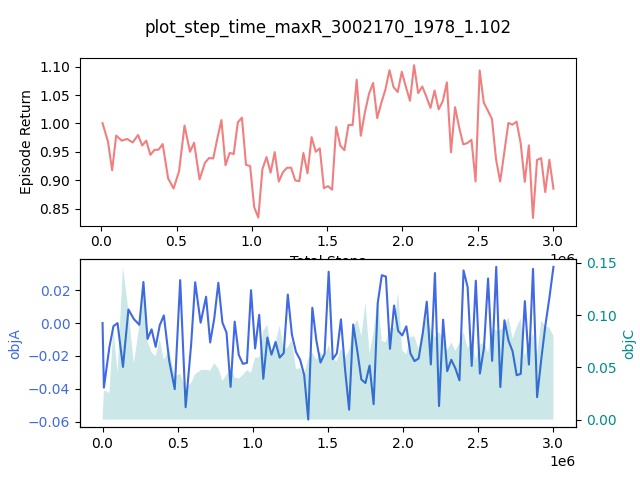 plot_step_time_maxR_3002170_1978_1.102
1.10
1.05
1.00
0.95
0.90
0.85
Episode Return
0.0 0.5 1.0 1.5 2.0 2.5 3.0
Total Steps 1e6
0.02
0.00
−0.02
−0.04
−0.06
objA
0.15
0.10
0.05
0.00
objC
0.0 0.5 1.0 1.5 2.0 2.5 3.0
1e6